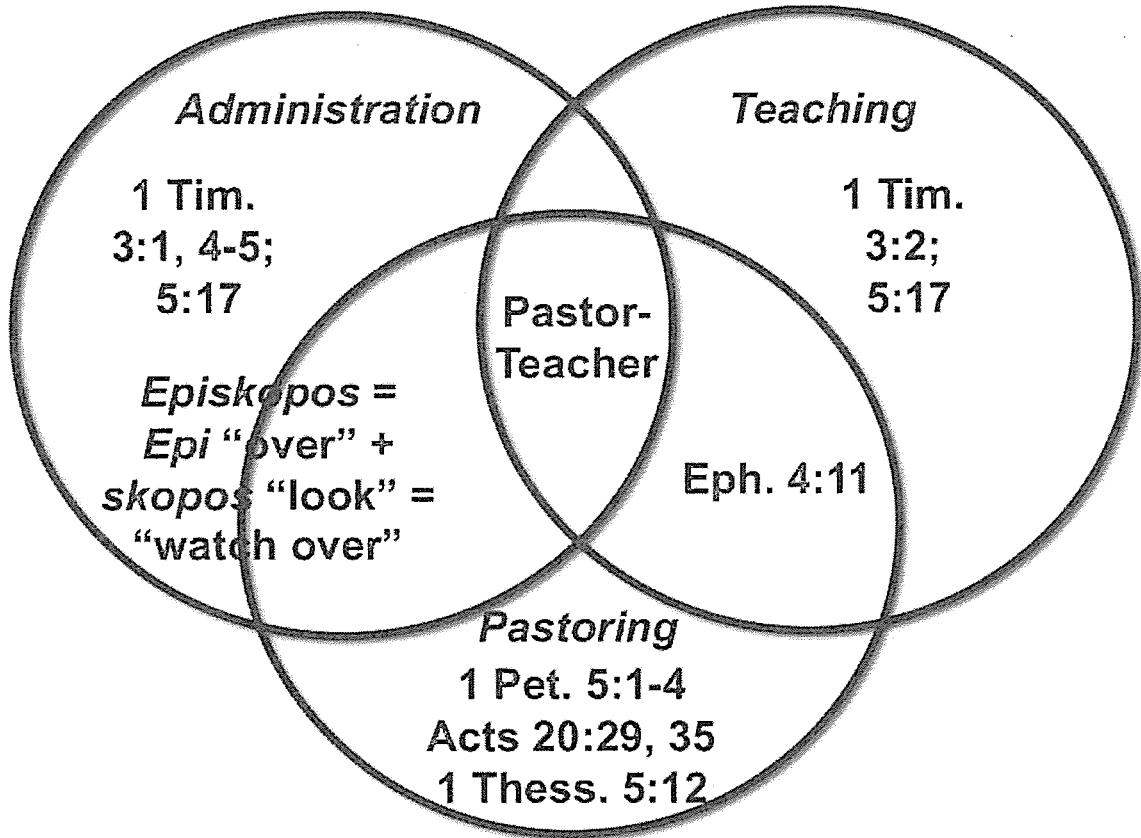 Administration
1 Tim.
3:1, 4-5;
5:17
Episkopos =
Epi “over” +
skopos “look” =
“watch over”
Teaching
1 Tim.
3:2;
5:17
Pastor-
Teacher
Eph. 4:11
Pastoring
1 Pet. 5:1-4
Acts 20:29, 35
1 Thess. 5:12